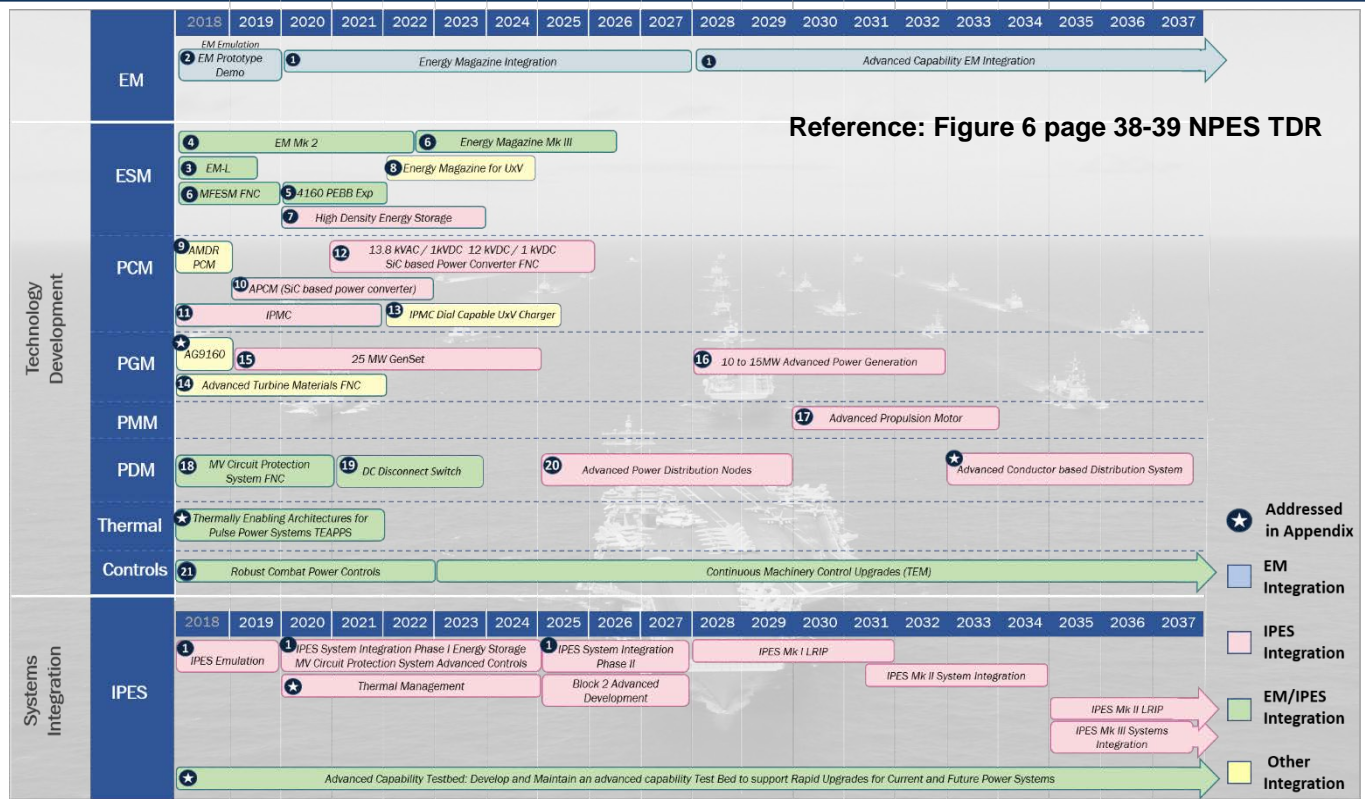 2018 2019 2020 2021 2022 2023 2024 2025 2026 2027 2028 2029 2030 2031 2032 2033 2034 2035 2036 2037
Technology
Development
EM
EM Emulation
2 EM Prototype
Demo
1 Energy Magazine Integration
1 Advanced Capability EM Integration
Reference: Figure 6 page 38-39 NPES TDR
ESM
4 EM Mk 2
6 Energy Magazine Mk III
3 EM-L
8 Energy Magazine for UxV
6 MFESM FNC
5 4160 PEBB Exp
7 High Density Energy Storage
PCM
9 AMDR
PCM
12 13.8 kVAC / 1kVDC 12 kVDC / 1 kVDC
SiC based Power Converter FNC
10 APCM (SiC based power converter)
11 IPMC
13 IPMC Dial Capable UxV Charger
PGM
AG9160
15 25 MW GenSet
16 10 to 15MW Advanced Power Generation
14 Advanced Turbine Materials FNC
PMM
17 Advanced Propulsion Motor
PDM
18 MV Circuit Protection
System FNC
19 DC Disconnect Switch
20 Advanced Power Distribution Nodes
Advanced Conductor based Distribution System
Thermal
Thermally Enabling Architectures for
Pulse Power Systems TEAPPS
Controls
21 Robust Combat Power Controls
Continuous Machinery Control Upgrades (TEM)
Systems
Integration
IPES
2018 2019 2020 2021 2022 2023 2024 2025 2026 2027 2028 2029 2030 2031 2032 2033 2034 2035 2036 2037
1 IPES Emulation
1 IPES System Integration Phase I Energy Storage
MV Circuit Protection System Advanced Controls
1 IPES System Integration
Phase II
IPES Mk I LRIP
Thermal Management
Block 2 Advanced
Development
IPES Mk II System Integration
IPES Mk II LRIP
IPES Mk III Systems
Integration
Advanced Capability Testbed: Develop and Maintain an advanced capability Test Bed to support Rapid Upgrades for Current and Future Power Systems
Addressed
in Appendix
EM
Integration
IPES
Integration
EM/IPES
Integration
Other
Integration